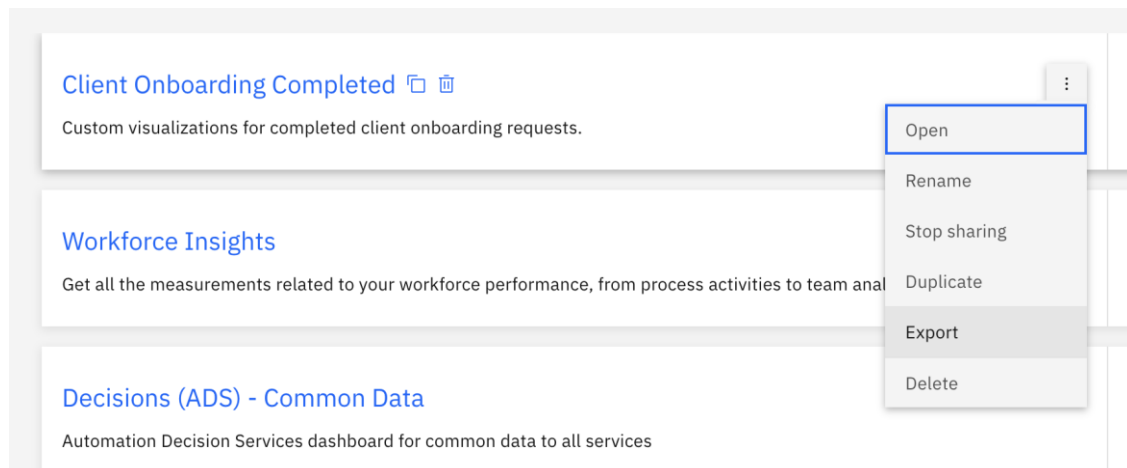 Client Onboarding Completed
Custom visualizations for completed client onboarding requests.
Open
Rename
Workforce Insights
Stop sharing
Get all the measurements related to your workforce performance, from process activities to team anal
Duplicate
Export
Delete
Decisions (ADS) - Common Data
Automation Decision Services dashboard for common data to all services